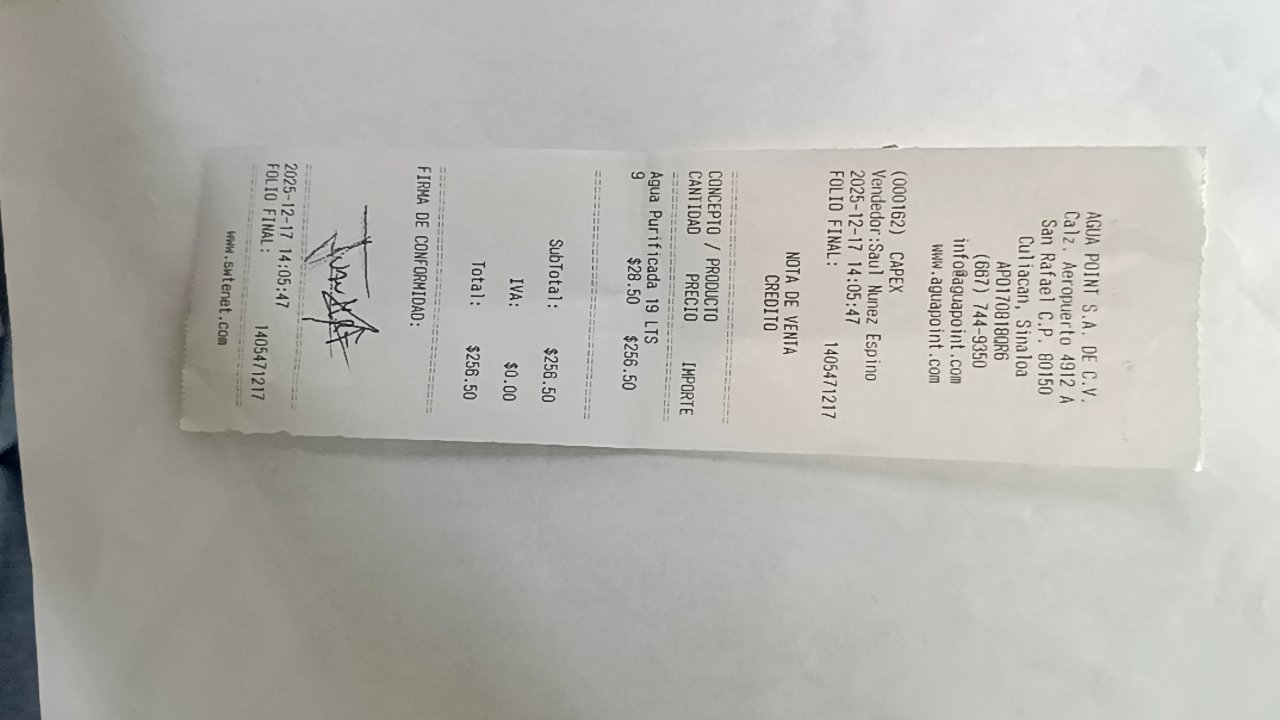 AGUA POINT S.A. DE C.V.
Calz. Aeropuerto 4912 A
San Rafael C.P. 80150
Culiacan, Sinaloa
APO170818QR6
(667) 744-9350
info@aguapoint.com
www.aguapoint.com
(000162) CAPEX
Vendedor:Saul Nunez Espino
2025-12-17 14:05:47
FOLIO FINAL: 1405471217
NOTA DE VENTA
CREDITO
CONCEPTO / PRODUCTO
CANTIDAD PRECIO IMPORTE
Agua Purificada 19 LTS
9 $28.50 $256.50
SubTotal: $256.50
IVA: $0.00
Total: $256.50
FIRMA DE CONFORMIDAD:
2025-12-17 14:05:47
FOLIO FINAL: 1405471217
www.swtenet.com